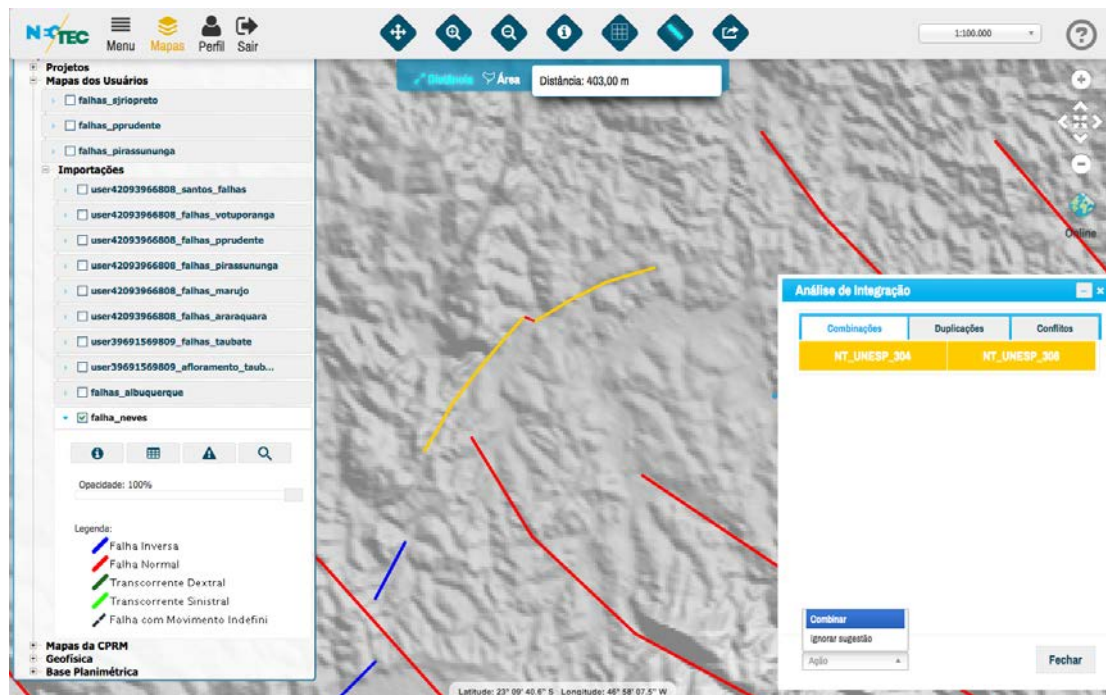 NEOTEC
Menu
Mapas
Perfil
Sair
1:100.000
?
Distância
Área
Distância: 403,00 m
Projetos
Mapas dos Usuários
falhas_sjriopreto
falhas_pprudente
falhas_pirassununga
Importações
user42093966808_santos_falhas
user42093966808_falhas_votuporanga
user42093966808_falhas_pprudente
user42093966808_falhas_pirassununga
user42093966808_falhas_marujo
user42093966808_falhas_araraquara
user39691569809_falhas_taubate
user39691569809_afloramento_taub...
falhas_albuquerque
falha_neves
Opacidade: 100%
Legenda:
Falha Inversa
Falha Normal
Transcorrente Dextral
Transcorrente Sinistral
Falha com Movimento Indefini
Mapas da CPRM
Geofísica
Base Planimétrica
Online
Análise de Integração
Combinações
Duplicações
Conflitos
NT_UNESP_304
NT_UNESP_306
Combinar
Ignorar sugestão
Ação
Fechar
Latitude: 23° 09' 40.6" S Longitude: 46° 58' 07.5" W